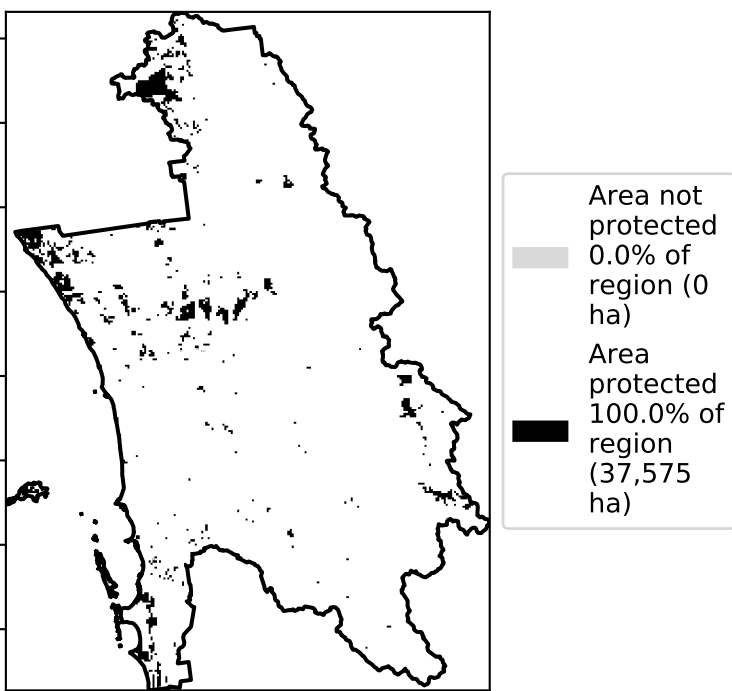 Area not
protected
0.0% of
region (0
ha)
Area
protected
100.0% of
region
(37,575
ha)